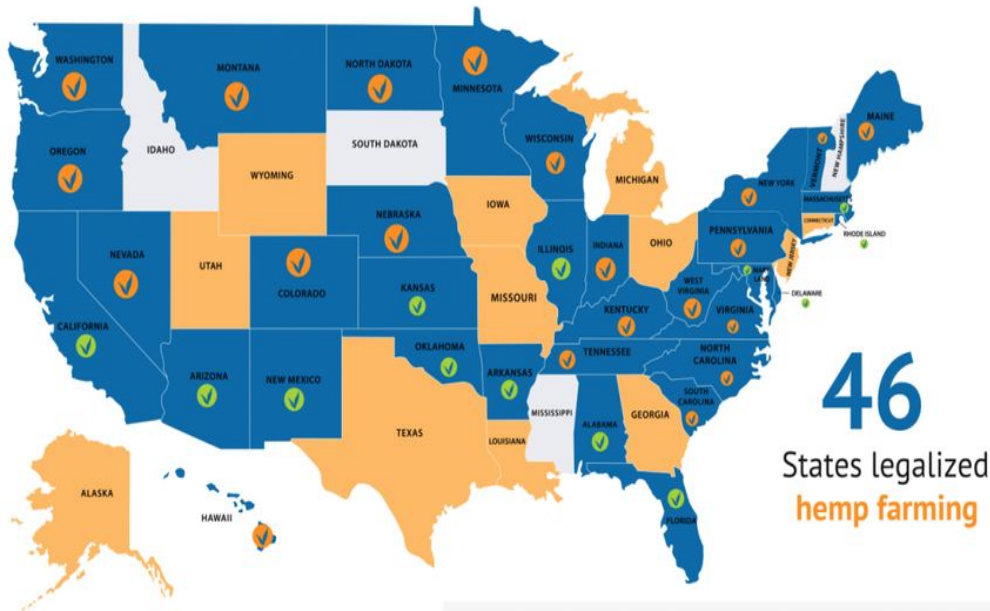 WASHINGTON
MONTANA
NORTH DAKOTA
MINNESOTA
OREGON
IDAHO
SOUTH DAKOTA
WISCONSIN
MICHIGAN
VERMONT
NEW HAMPSHIRE
MAINE
WYOMING
NEW YORK
MASSACHUSET
NEBRASKA
IOWA
CONNECTICUT
RHODE ISLAND
NEVADA
UTAH
COLORADO
KANSAS
MISSOURI
ILLINOIS
INDIANA
OHIO
PENNSYLVANIA
NEW JERSEY
MARY
LAND
DELAWARE
CALIFORNIA
WEST
VIRGINIA
VIRGINIA
KENTUCKY
ARIZONA
NEW MEXICO
OKLAHOMA
ARKANSAS
TENNESSEE
NORTH
CAROLINA
SOUTH
CAROLINA
TEXAS
LOUISIANA
MISSISSIPPI
ALABAMA
GEORGIA
FLORIDA
ALASKA
HAWAII
46
States legalized
hemp farming